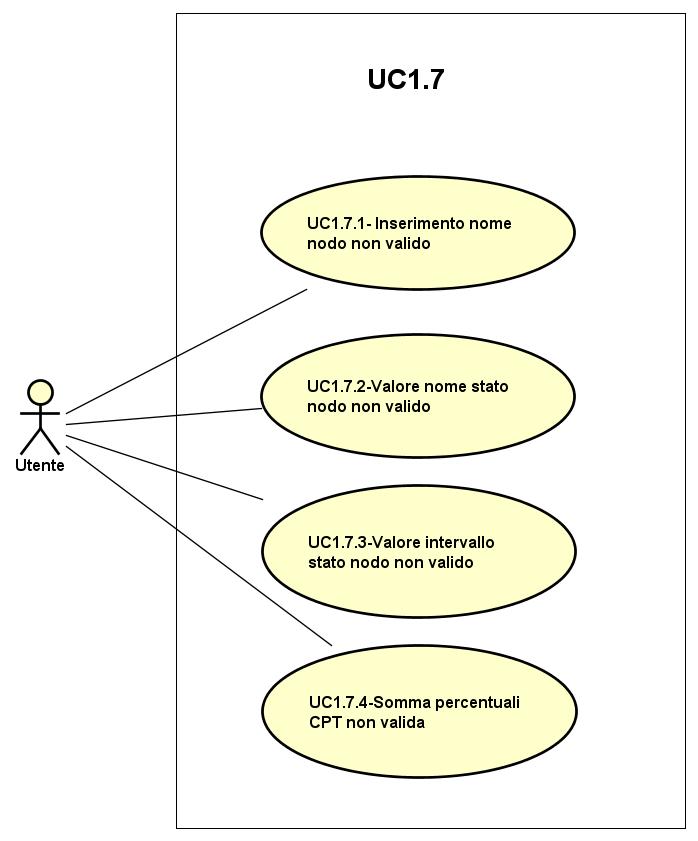 UC1.7
UC1.7.1- Inserimento nome
nodo non valido
UC1.7.2-Valore nome stato
nodo non valido
Utente
UC1.7.3-Valore intervallo
stato nodo non valido
UC1.7.4-Somma percentuali
CPT non valida